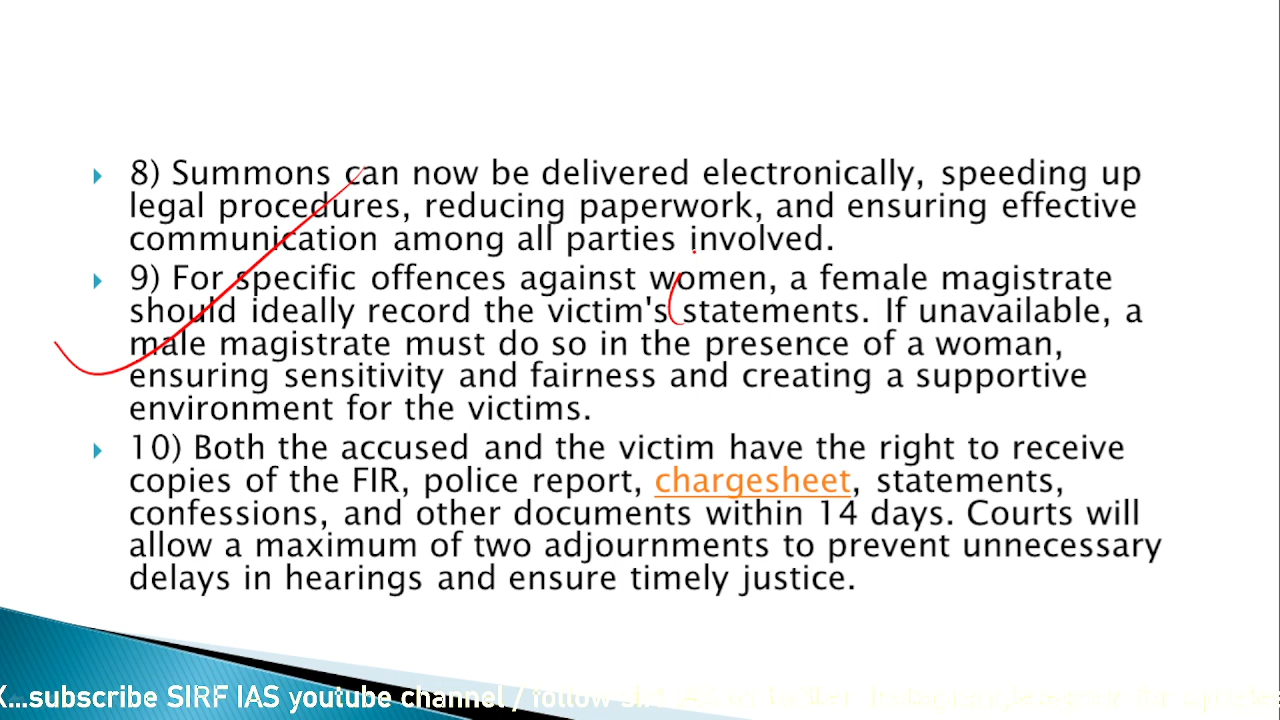 8) Summons can now be delivered electronically, speeding up
legal procedures, reducing paperwork, and ensuring effective
communication among all parties involved.
9) For specific offences against women, a female magistrate
should ideally record the victim's statements. If unavailable, a
male magistrate must do so in the presence of a woman,
ensuring sensitivity and fairness and creating a supportive
environment for the victims.
10) Both the accused and the victim have the right to receive
copies of the FIR, police report, chargesheet, statements,
confessions, and other documents within 14 days. Courts will
allow a maximum of two adjournments to prevent unnecessary
delays in hearings and ensure timely justice.
X...subscribe SIRF IAS youtube channel / follow